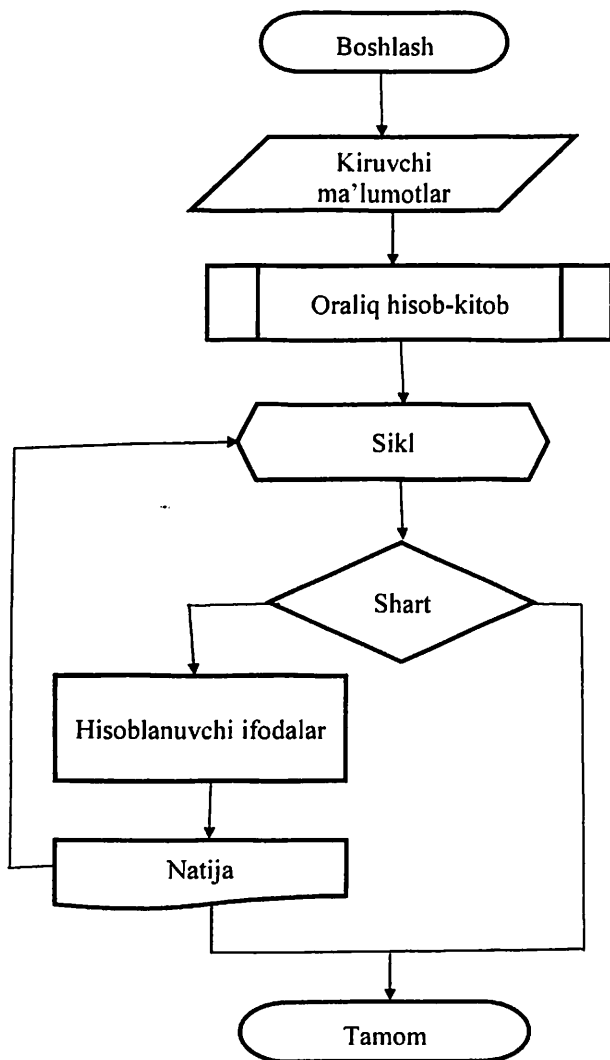 Boshlash
Kiruvchi
ma'lumotlar
Oraliq hisob-kitob
Sikl
Shart
Hisoblanuvchi ifodalar
Natija
Tamom